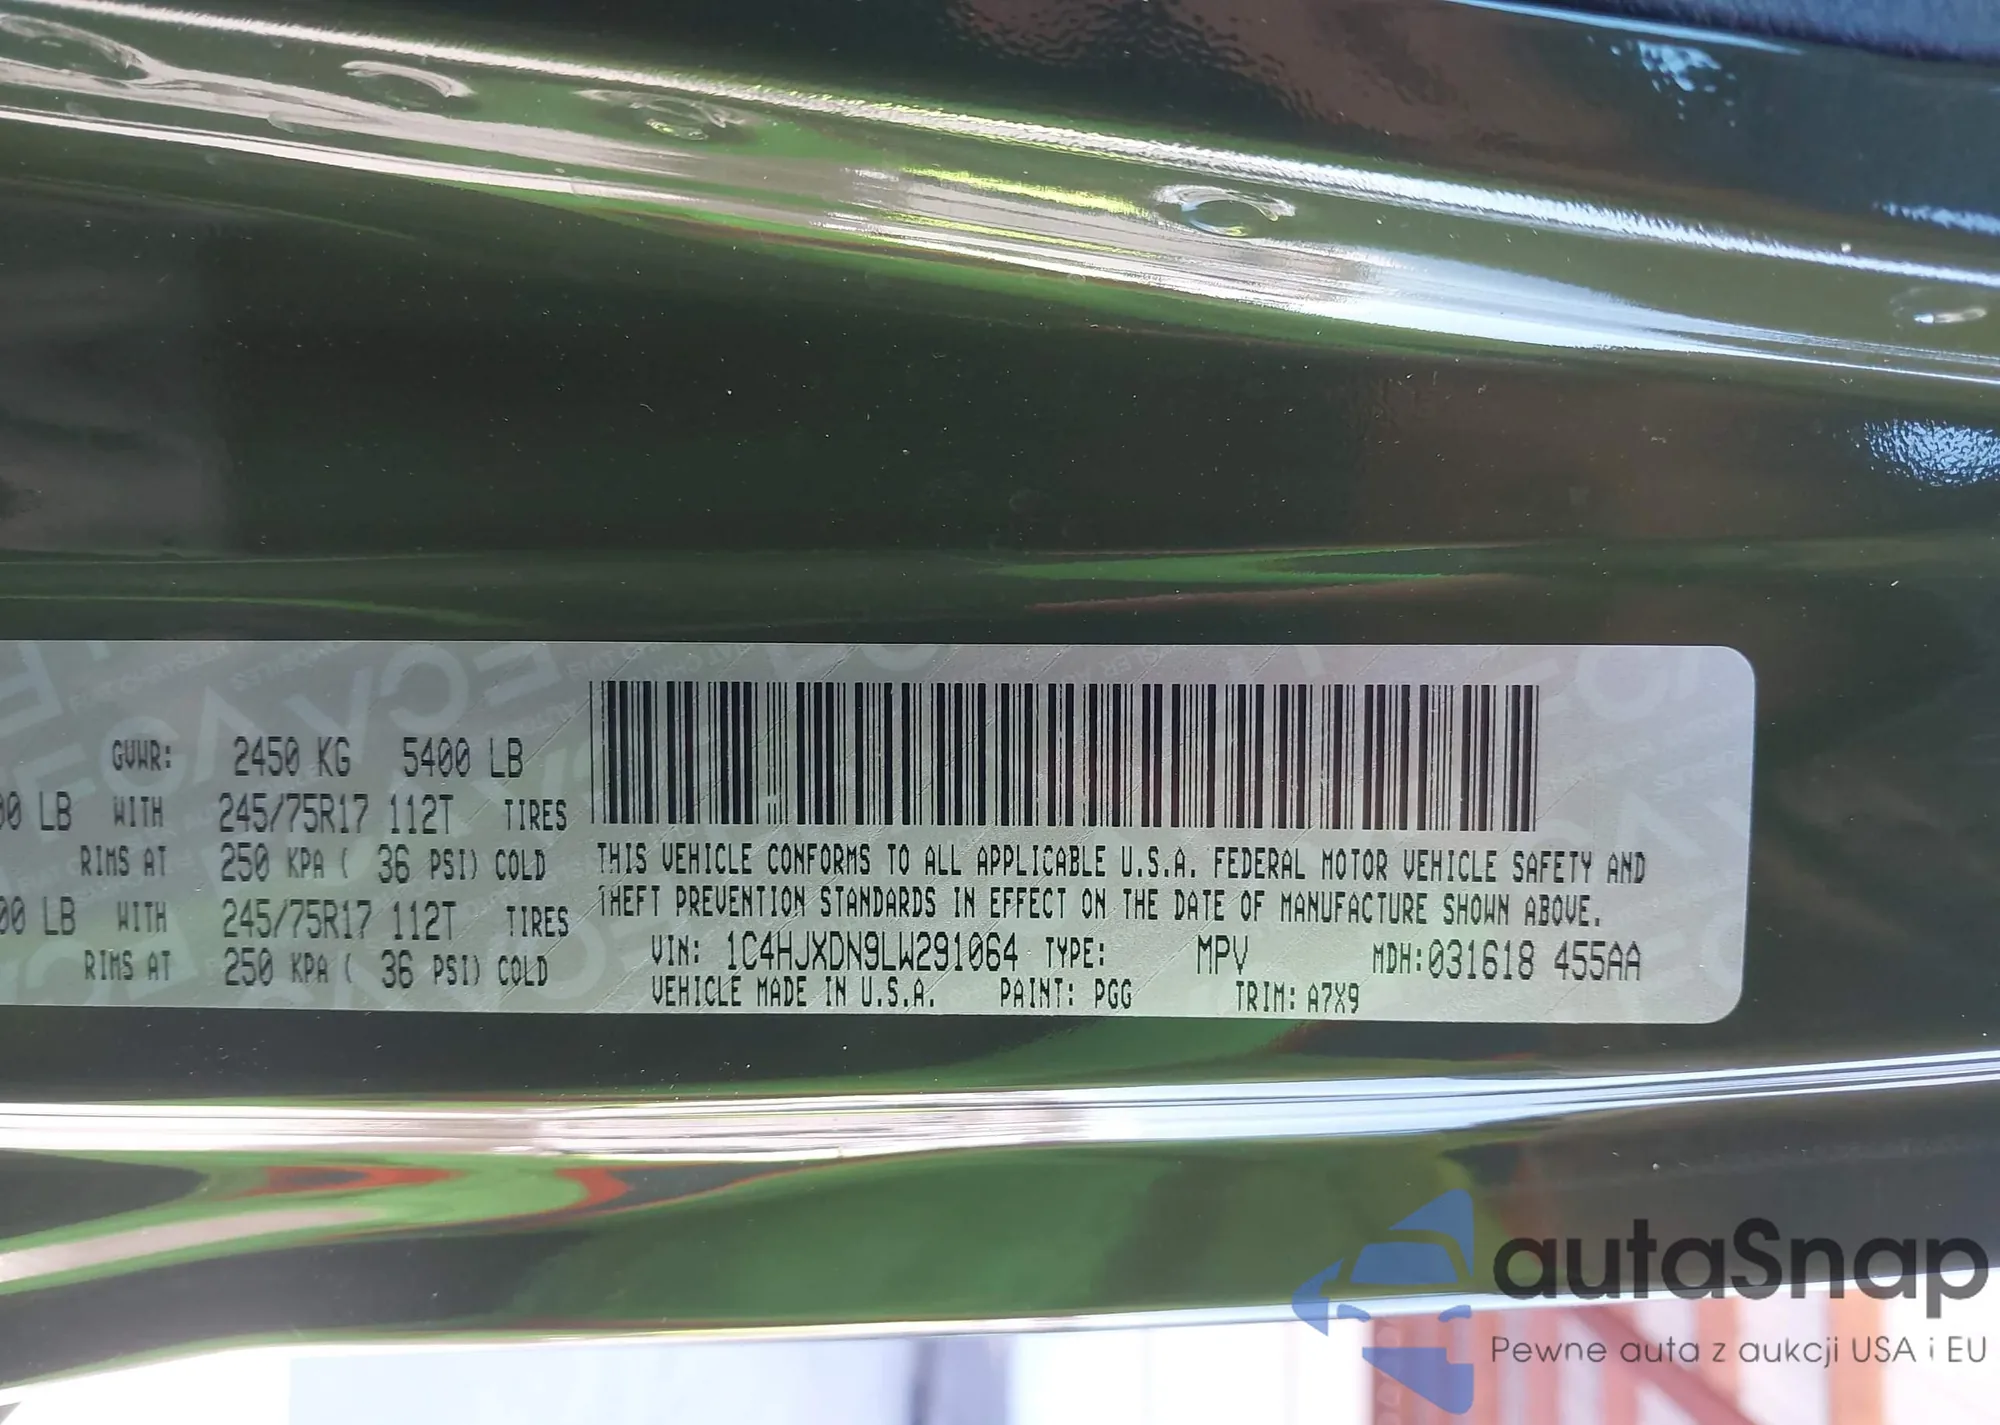 GVWR: 2450 KG 5400 LB
00 LB WITH 245/75R17 112T TIRES
RIMS AT 250 KPA ( 36 PSI) COLD
00 LB WITH 245/75R17 112T TIRES
RIMS AT 250 KPA ( 36 PSI) COLD
THIS VEHICLE CONFORMS TO ALL APPLICABLE U.S.A. FEDERAL MOTOR VEHICLE SAFETY AND
THEFT PREVENTION STANDARDS IN EFFECT ON THE DATE OF MANUFACTURE SHOWN ABOVE.
VIN: 1C4HJXDN9LW291064 TYPE: MPV MDH:031618 455AA
VEHICLE MADE IN U.S.A. PAINT: PGG TRIM: A7X9
autaSnap
Pewne auta z aukcji USA i EU